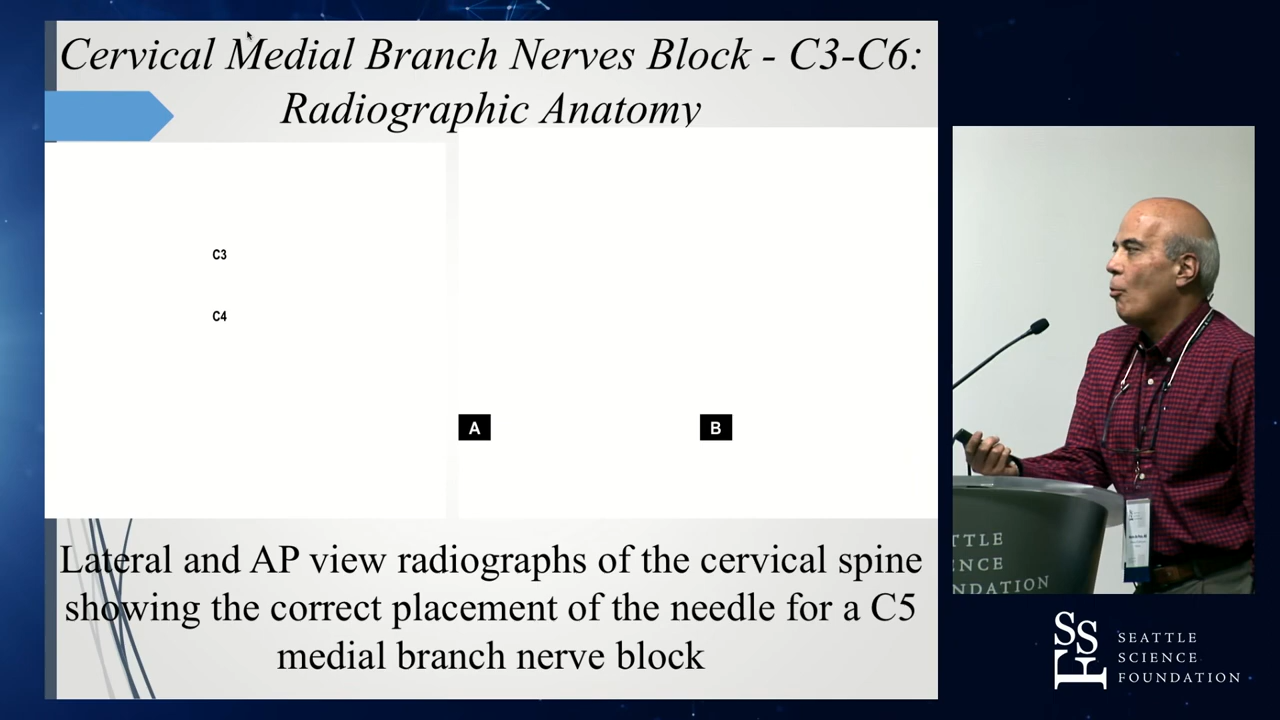 Cervical Medial Branch Nerves Block - C3-C6:
Radiographic Anatomy
C3
C4
A
B
Lateral and AP view radiographs of the cervical spine
showing the correct placement of the needle for a C5
medial branch nerve block
TTLE
ENCE
NDATION
SSF
SEATTLE
SCIENCE
FOUNDATION